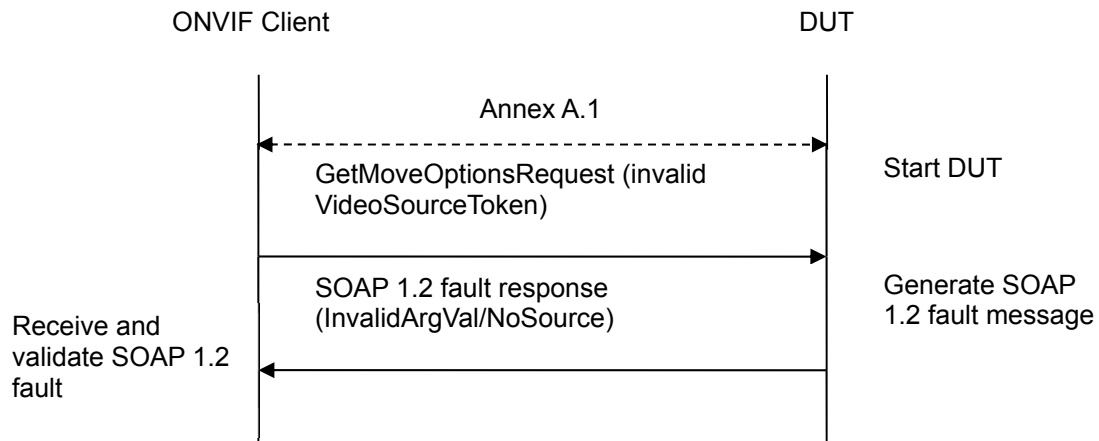 ONVIF Client
DUT
Annex A.1
GetMoveOptionsRequest (invalid
VideoSourceToken)
Start DUT
SOAP 1.2 fault response
(InvalidArgVal/NoSource)
Generate SOAP
1.2 fault message
Receive and
validate SOAP 1.2
fault